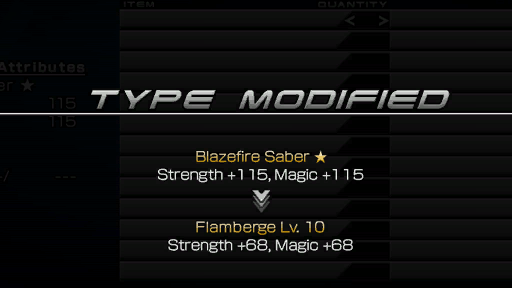 ITEM QUANTITY
< >
Attributes
er ★
115
115
-/ ---
TYPE MODIFIED
Blazefire Saber ★
Strength +115, Magic +115
Flamberge Lv. 10
Strength +68, Magic +68